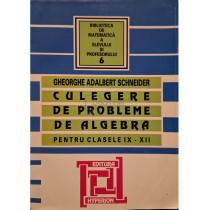 BIBLIOTECA
DE
MATEMATICĂ
A
ELEVULUI
ŞI
PROFESORULUI
6
GHEORGHE ADALBERT SCHNEIDER
CULEGERE
DE PROBLEME
DE ALGEBRA
PENTRU CLASELE IX - XII
EDITURA
HYPERION